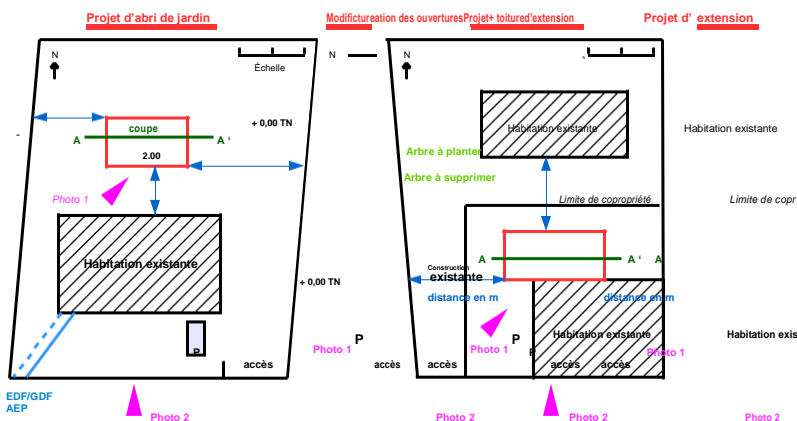 Projet d'abri de jardin
Modifictureation des ouverturesProjet+ toitured'extension
Projet d' extension
N
Échelle
N
N
+ 0,00 TN
A
coupe
A '
2.00
Habitation existante
Habitation existante
Arbre à planter
Arbre à supprimer
Photo 1
Limite de copropriété
Limite de copr
Habitation existante
A
A '
A
Construction
existante
+ 0,00 TN
distance en m
distance en m
P
Photo 1
P
Photo 1
Habitation existante
Habitation exis
P
F
Photo 1
accès
accès
accès
accès
accès
EDF/GDF
AEP
Photo 2
Photo 2
Photo 2
Photo 2